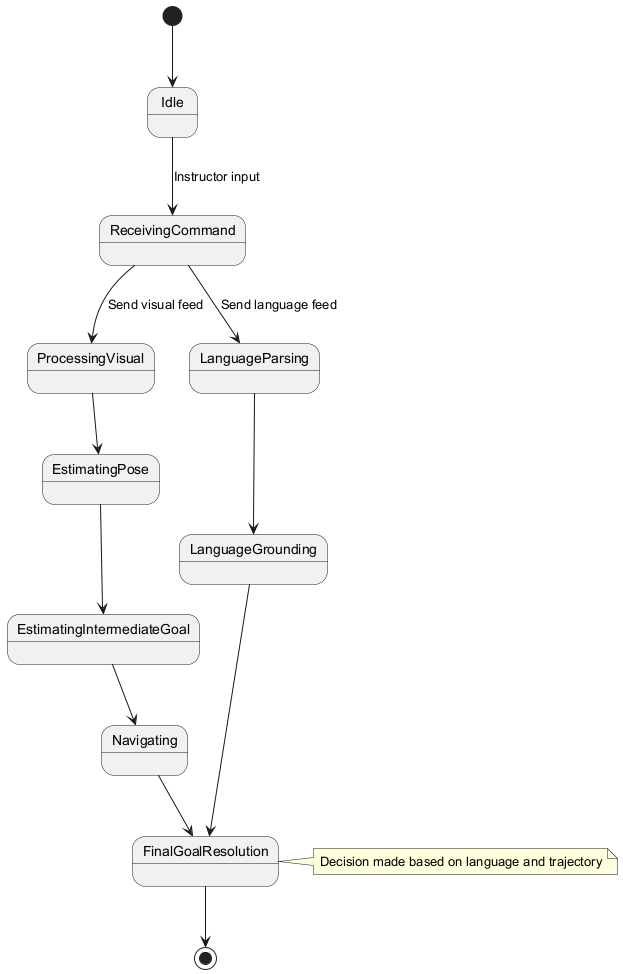 Idle
Instructor input
ReceivingCommand
Send visual feed
Send language feed
ProcessingVisual
LanguageParsing
EstimatingPose
LanguageGrounding
EstimatingIntermediateGoal
Navigating
FinalGoalResolution
Decision made based on language and trajectory